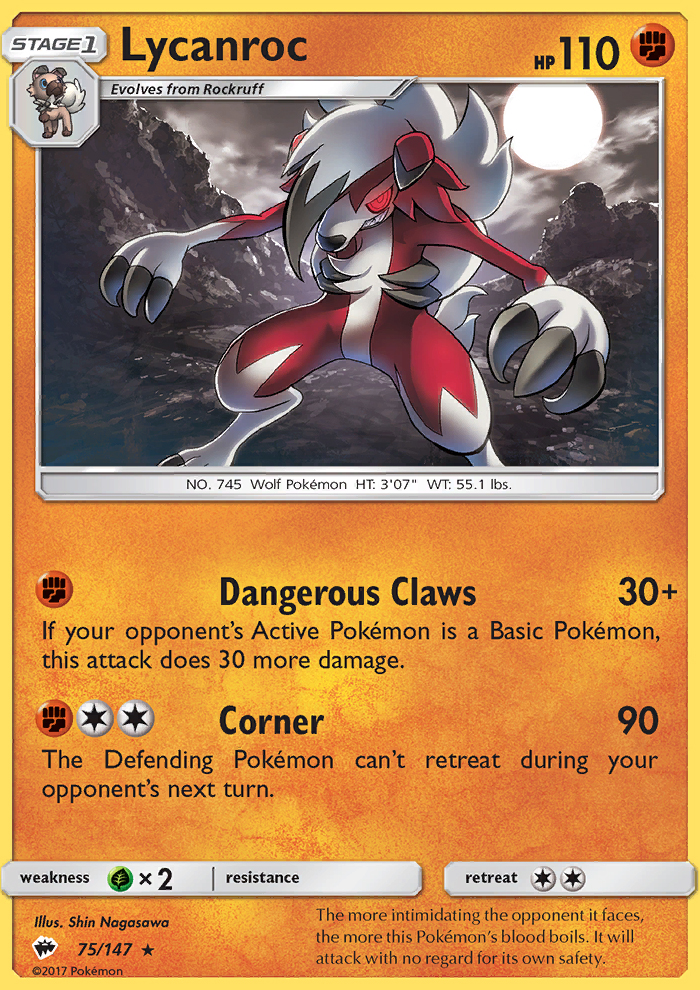 STAGE1
Lycanroc
HP110
Evolves from Rockruff
NO. 745 Wolf Pokémon HT: 3'07" WT: 55.1 lbs.
Dangerous Claws 30+
If your opponent's Active Pokémon is a Basic Pokémon,
this attack does 30 more damage.
Corner 90
The Defending Pokémon can't retreat during your
opponent's next turn.
weakness ×2 resistance retreat
Illus. Shin Nagasawa
75/147 ★
©2017 Pokémon
The more intimidating the opponent it faces,
the more this Pokémon's blood boils. It will
attack with no regard for its own safety.